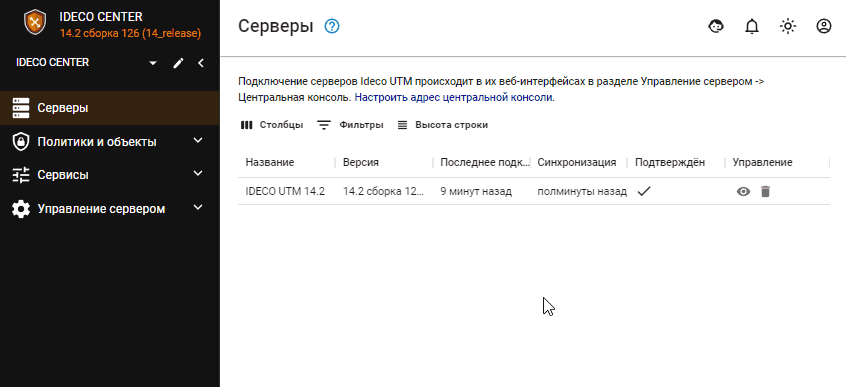 IDECO CENTER
14.2 сборка 126 (14_release)
IDECO CENTER
Серверы
Политики и объекты
Сервисы
Управление сервером
Серверы
Подключение серверов Ideco UTM происходит в их веб-интерфейсах в разделе Управление сервером ->
Центральная консоль. Настроить адрес центральной консоли.
Столбцы Фильтры Высота строки
Название Версия Последнее подк... Синхронизация Подтверждён Управление
IDECO UTM 14.2 14.2 сборка 12... 9 минут назад полминуты назад